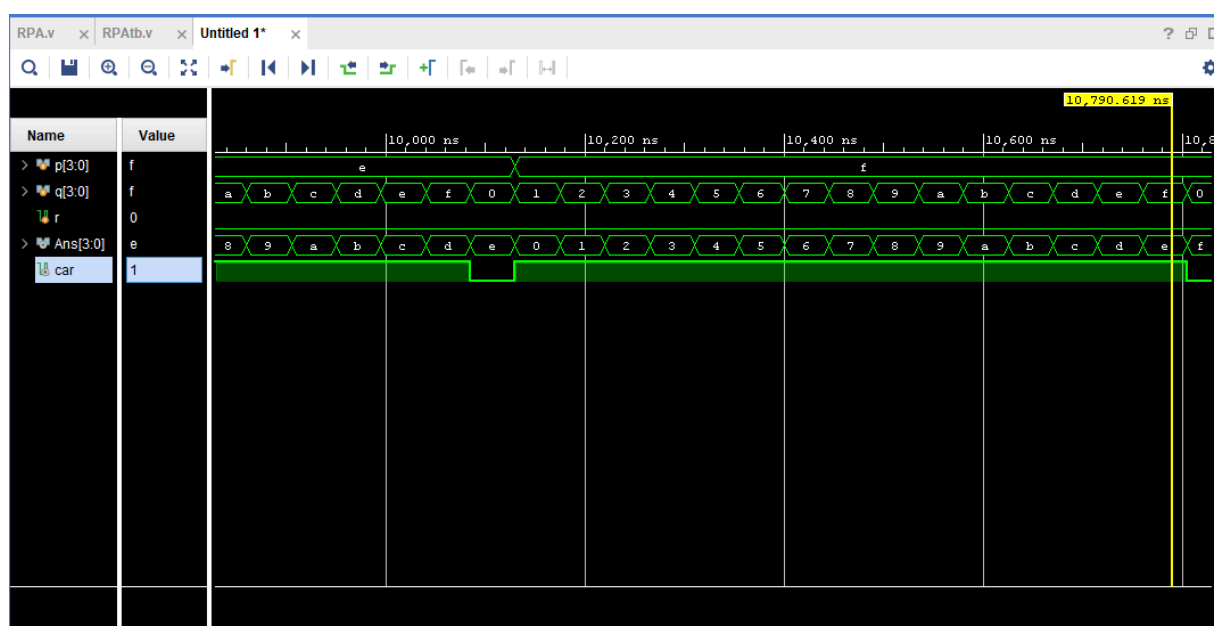 RPA.v × RPAtb.v × Untitled 1* ×
?
10,790.619 ns
Name Value
10,000 ns 10,200 ns 10,400 ns 10,600 ns
> p[3:0] f e f
> q[3:0] f a b c d e f 0 1 2 3 4 5 6 7 8 9 a b c d e f 0
r 0
> Ans[3:0] e 8 9 a b c d e 0 1 2 3 4 5 6 7 8 9 a b c d e f
car 1